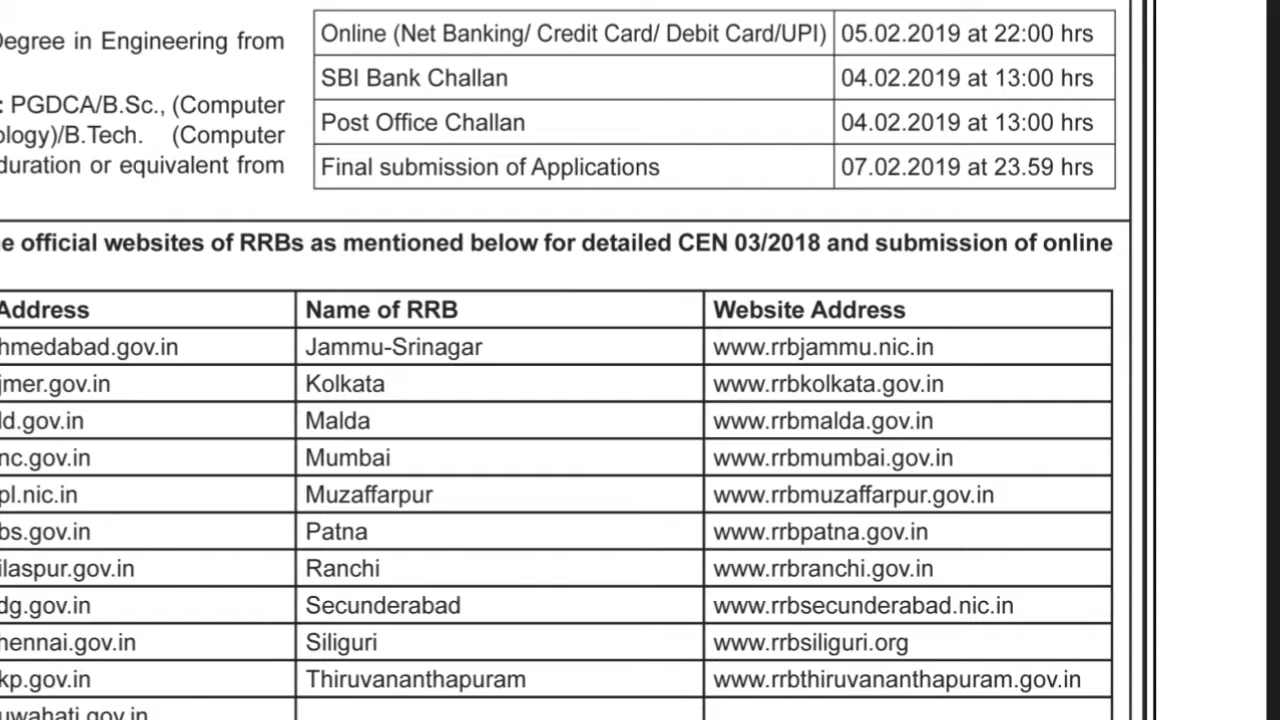 Degree in Engineering from
: PGDCA/B.Sc., (Computer
ology)/B.Tech. (Computer
duration or equivalent from
Online (Net Banking/ Credit Card/ Debit Card/UPI) 05.02.2019 at 22:00 hrs
SBI Bank Challan 04.02.2019 at 13:00 hrs
Post Office Challan 04.02.2019 at 13:00 hrs
Final submission of Applications 07.02.2019 at 23.59 hrs
e official websites of RRBs as mentioned below for detailed CEN 03/2018 and submission of online
Address Name of RRB Website Address
hmedabad.gov.in Jammu-Srinagar www.rrbjammu.nic.in
jmer.gov.in Kolkata www.rrbkolkata.gov.in
ld.gov.in Malda www.rrbmalda.gov.in
nc.gov.in Mumbai www.rrbmumbai.gov.in
pl.nic.in Muzaffarpur www.rrbmuzaffarpur.gov.in
bs.gov.in Patna www.rrbpatna.gov.in
ilaspur.gov.in Ranchi www.rrbranchi.gov.in
dg.gov.in Secunderabad www.rrbsecunderabad.nic.in
hennai.gov.in Siliguri www.rrbsiliguri.org
kp.gov.in Thiruvananthapuram www.rrbthiruvananthapuram.gov.in
uwahati.gov.in